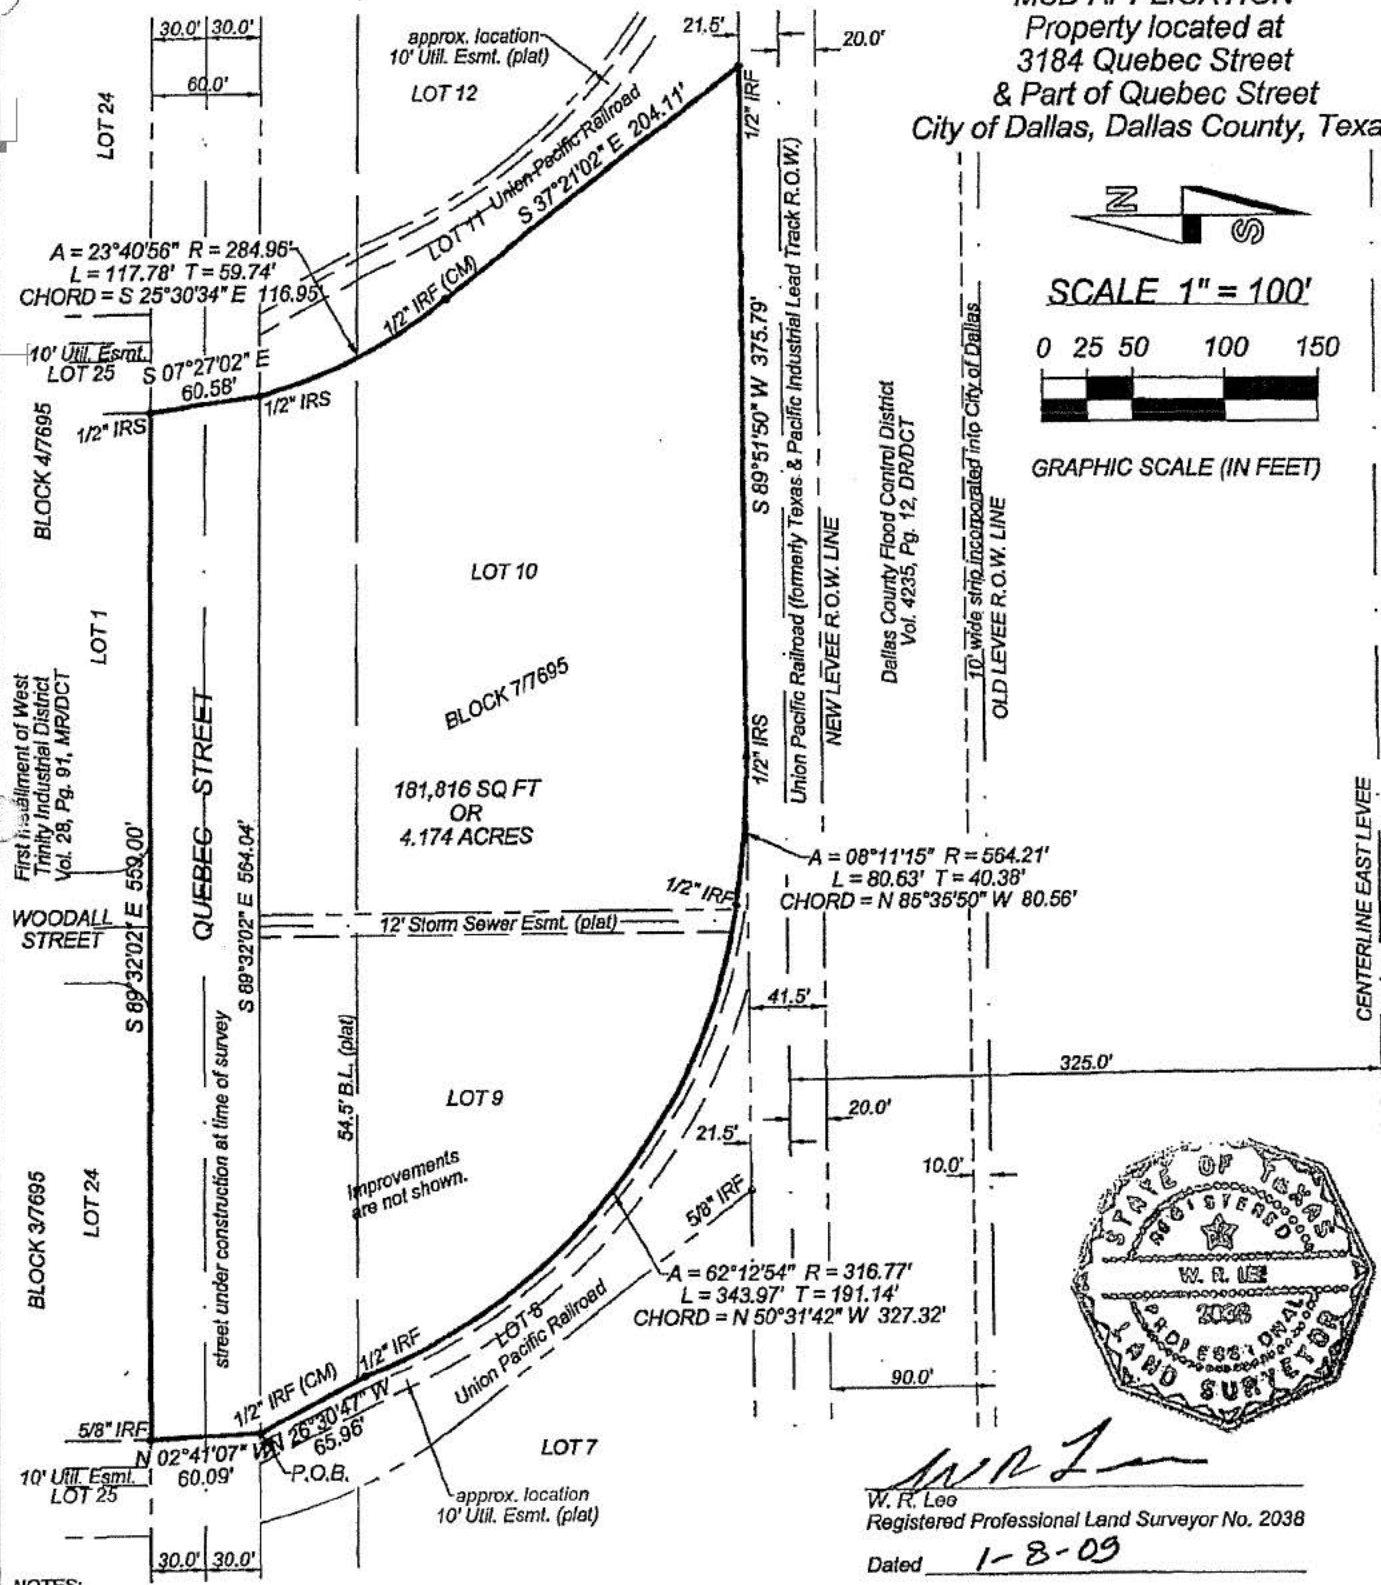 MSD APPLICATION
Property located at
3184 Quebec Street
& Part of Quebec Street
City of Dallas, Dallas County, Texa
N
S
SCALE 1" = 100'
0 25 50 100 150
GRAPHIC SCALE (IN FEET)
30.0' 30.0'
60.0'
LOT 24
approx. location
10' Util. Esmt. (plat)
LOT 12
21.5'
20.0'
1/2" IRF
Union Pacific Railroad
LOT 11
S 37°21'02" E 204.11'
1/2" IRF (CM)
A = 23°40'56" R = 284.95'
L = 117.78' T = 59.74'
CHORD = S 25°30'34" E 116.95'
10' Util. Esmt.
LOT 25
S 07°27'02" E
60.58'
1/2" IRS
1/2" IRS
BLOCK 4/7695
LOT 1
First Installment of West
Trinity Industrial District
Vol. 28, Pg. 91, MR/DCT
WOODALL
STREET
S 89°32'02" E 559.00'
QUEBEC STREET
S 89°32'02" E 564.04'
street under construction at time of survey
54.5' B.L. (plat)
LOT 10
BLOCK 7/7695
181,816 SQ FT
OR
4.174 ACRES
S 89°51'50" W 375.79'
Union Pacific Railroad (formerly Texas & Pacific Industrial Lead Track R.O.W.)
NEW LEVEE R.O.W. LINE
Dallas County Flood Control District
Vol. 4235, Pg. 12, DR/DCT
10' wide strip incorporated into City of Dallas
OLD LEVEE R.O.W. LINE
CENTERLINE EAST LEVEE
1/2" IRS
A = 08°11'15" R = 564.21'
L = 80.63' T = 40.38'
CHORD = N 85°35'50" W 80.56'
1/2" IRF
12' Storm Sewer Esmt. (plat)
41.5'
325.0'
20.0'
21.5'
10.0'
LOT 9
Improvements
are not shown.
5/8" IRF
A = 62°12'54" R = 316.77'
L = 343.97' T = 191.14'
CHORD = N 50°31'42" W 327.32'
90.0'
BLOCK 3/7695
LOT 24
LOT 8
Union Pacific Railroad
1/2" IRF
1/2" IRF (CM)
N 26°30'47" W
65.96'
5/8" IRF
N 02°41'07" W
60.09'
P.O.B.
10' Util. Esmt.
LOT 25
LOT 7
approx. location
10' Util. Esmt. (plat)
30.0' 30.0'
NOTES:
STATE OF TEXAS
REGISTERED
W. R. LEE
2038
PROFESSIONAL
LAND SURVEYOR
W. R. Lee
W. R. Lee
Registered Professional Land Surveyor No. 2038
Dated 1-8-09